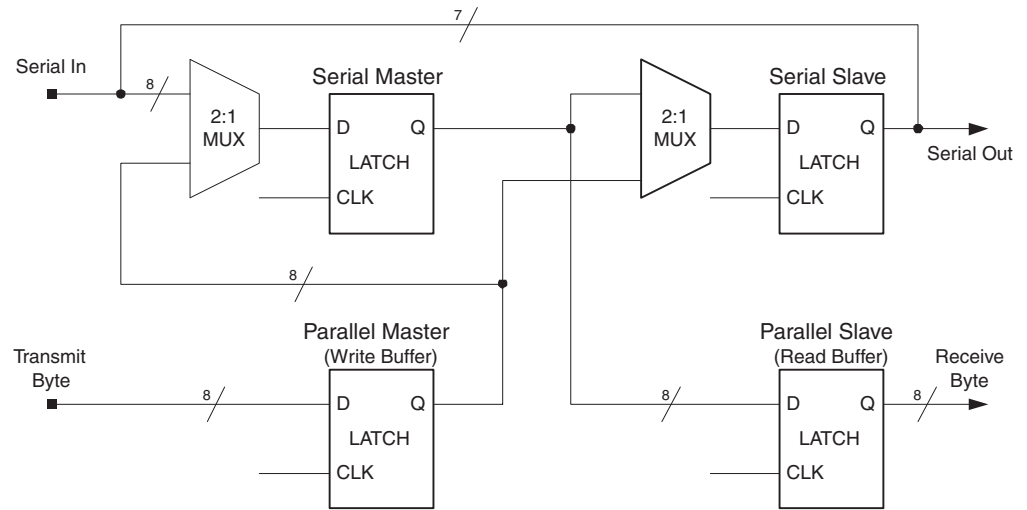 7
Serial In
8
2:1
MUX
Serial Master
D
Q
LATCH
CLK
2:1
MUX
Serial Slave
D
Q
LATCH
CLK
Serial Out
8
Transmit
Byte
8
Parallel Master
(Write Buffer)
D
Q
LATCH
CLK
8
Parallel Slave
(Read Buffer)
D
Q
LATCH
CLK
8
Receive
Byte